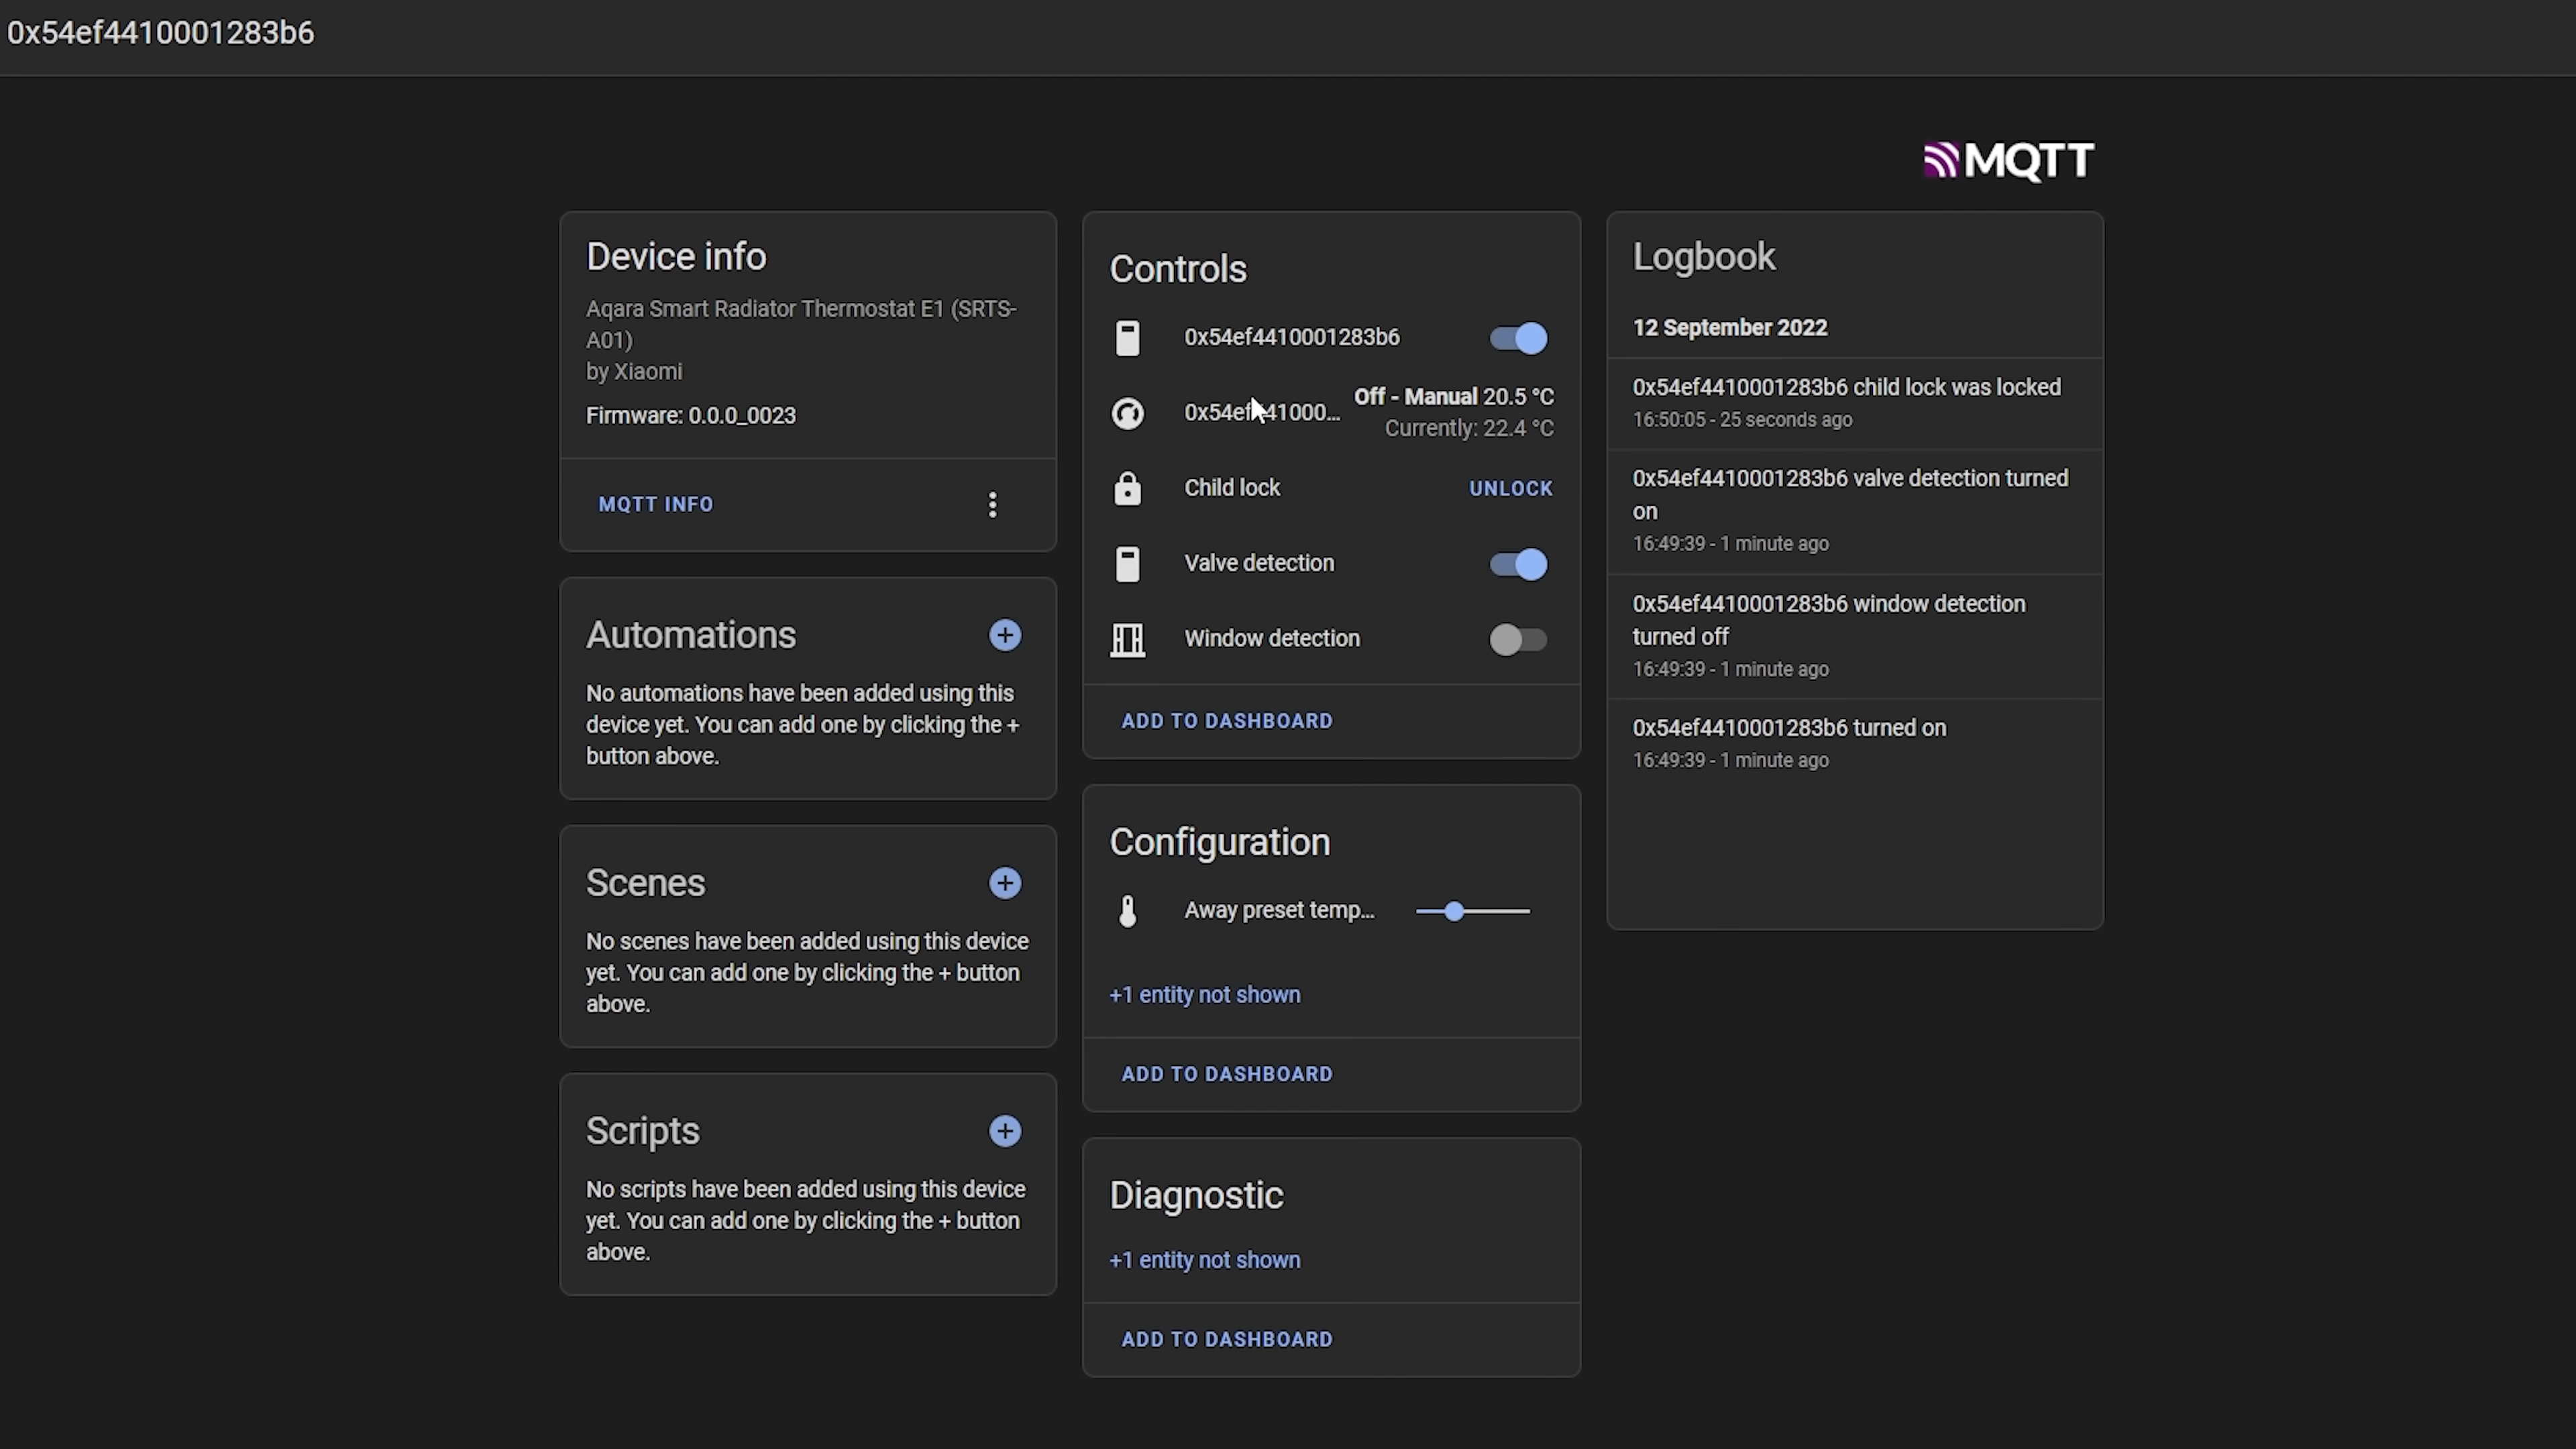 0x54ef4410001283b6
MQTT
Device info
Aqara Smart Radiator Thermostat E1 (SRTS-
A01)
by Xiaomi
Firmware: 0.0.0_0023
MQTT INFO
Automations
No automations have been added using this
device yet. You can add one by clicking the +
button above.
Scenes
No scenes have been added using this device
yet. You can add one by clicking the + button
above.
Scripts
No scripts have been added using this device
yet. You can add one by clicking the + button
above.
Controls
0x54ef4410001283b6
0x54ef441000... Off - Manual 20.5 °C
Currently: 22.4 °C
Child lock UNLOCK
Valve detection
Window detection
ADD TO DASHBOARD
Configuration
Away preset temp...
+1 entity not shown
ADD TO DASHBOARD
Diagnostic
+1 entity not shown
ADD TO DASHBOARD
Logbook
12 September 2022
0x54ef4410001283b6 child lock was locked
16:50:05 - 25 seconds ago
0x54ef4410001283b6 valve detection turned
on
16:49:39 - 1 minute ago
0x54ef4410001283b6 window detection
turned off
16:49:39 - 1 minute ago
0x54ef4410001283b6 turned on
16:49:39 - 1 minute ago